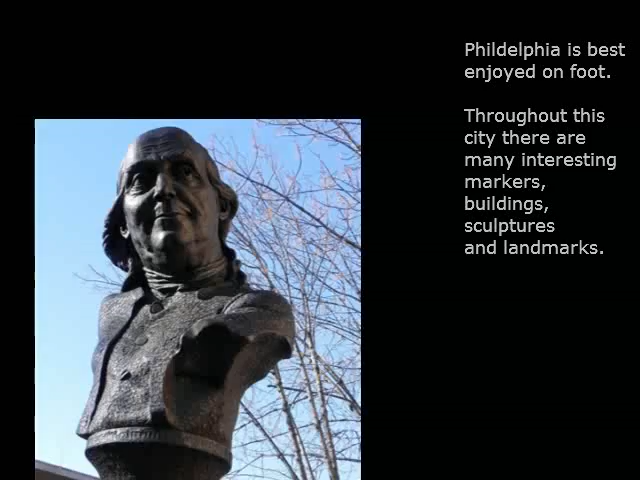 Phildelphia is best
enjoyed on foot.
Throughout this
city there are
many interesting
markers,
buildings,
sculptures
and landmarks.